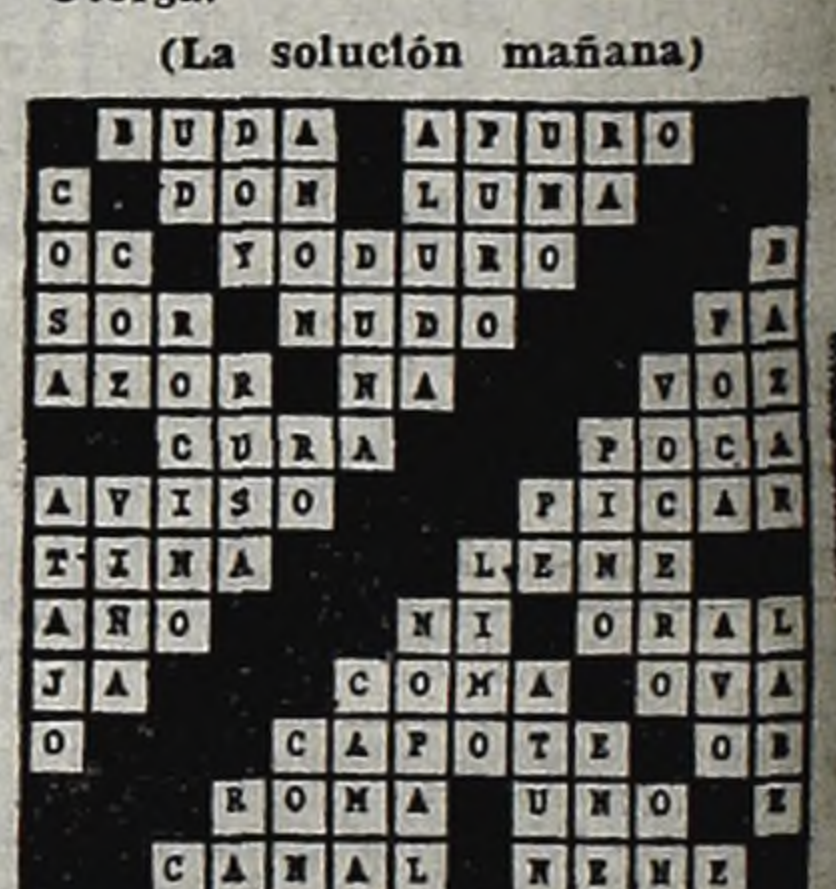 (La solución mañana)
BUDA APURO
C DON LUNA
OC YODURO B
SOR NUDO FA
AZOR NA VOZ
CURA POCA
AVISO PICAR
TINA LENE
AÑO NI ORAL
JA COMA OVA
O CAPOTE OB
ROMA UNO E
CANAL NENE